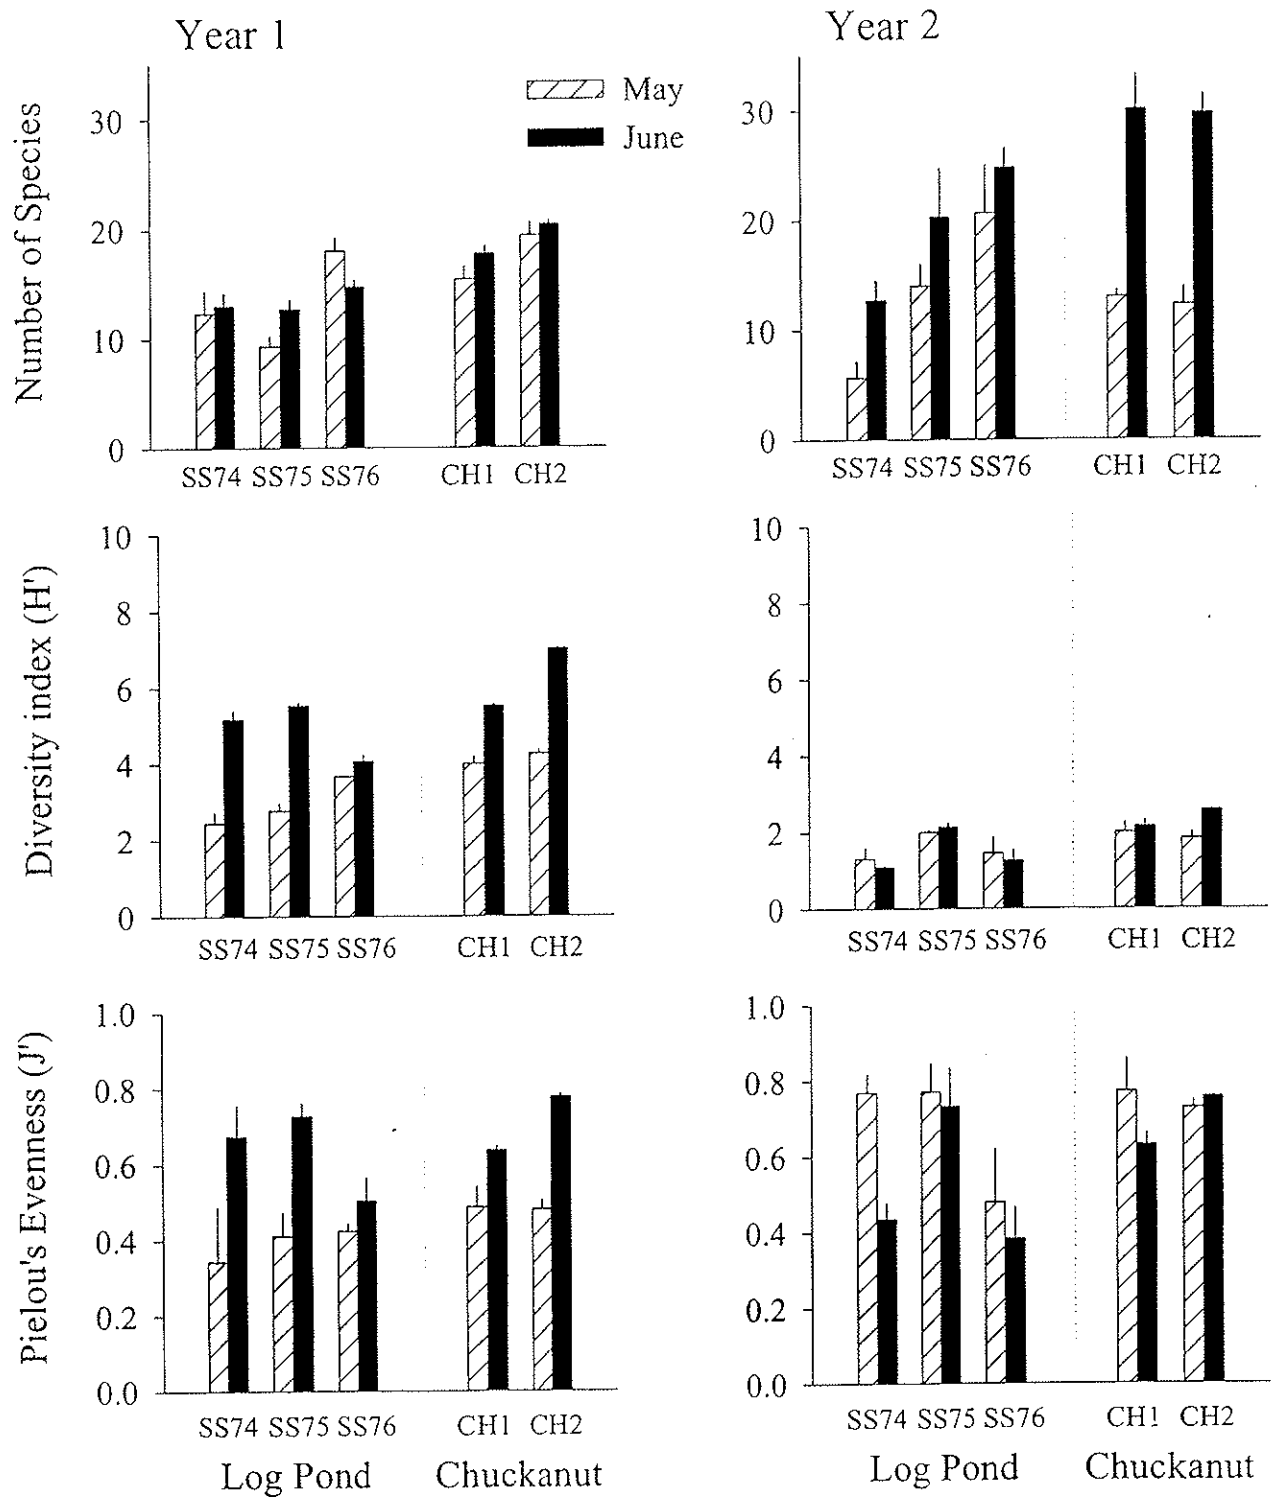 Year 1
Year 2
May
June
Number of Species
30
20
10
0
SS74 SS75 SS76 CH1 CH2
30
20
10
0
SS74 SS75 SS76 CH1 CH2
Diversity index (H')
10
8
6
4
2
0
SS74 SS75 SS76 CH1 CH2
10
8
6
4
2
0
SS74 SS75 SS76 CH1 CH2
Pielou's Evenness (J')
1.0
0.8
0.6
0.4
0.2
0.0
SS74 SS75 SS76 CH1 CH2
Log Pond Chuckanut
1.0
0.8
0.6
0.4
0.2
0.0
SS74 SS75 SS76 CH1 CH2
Log Pond Chuckanut